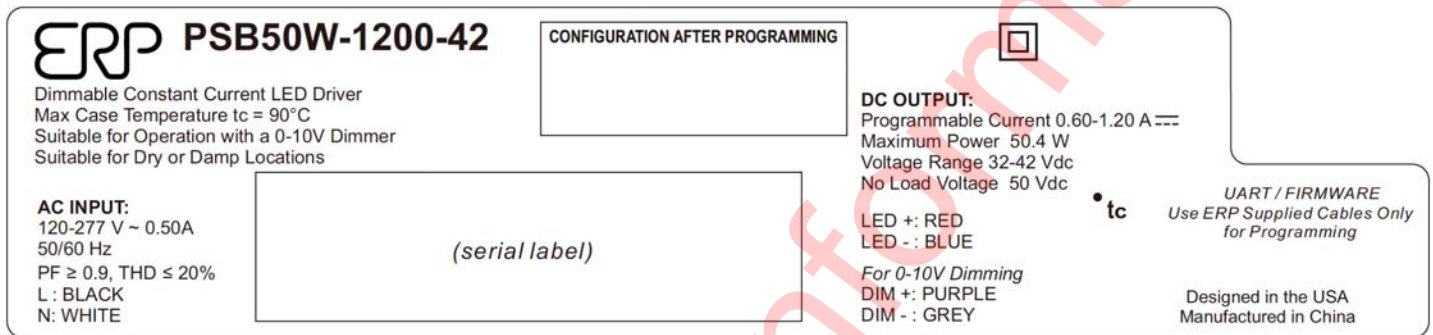 ERP PSB50W-1200-42
Dimmable Constant Current LED Driver
Max Case Temperature tc = 90°C
Suitable for Operation with a 0-10V Dimmer
Suitable for Dry or Damp Locations
AC INPUT:
120-277 V ~ 0.50A
50/60 Hz
PF ≥ 0.9, THD ≤ 20%
L : BLACK
N: WHITE
CONFIGURATION AFTER PROGRAMMING
(serial label)
DC OUTPUT:
Programmable Current 0.60-1.20 A ⎓
Maximum Power 50.4 W
Voltage Range 32-42 Vdc
No Load Voltage 50 Vdc
LED +: RED
LED - : BLUE
For 0-10V Dimming
DIM +: PURPLE
DIM - : GREY
tc
UART / FIRMWARE
Use ERP Supplied Cables Only
for Programming
Designed in the USA
Manufactured in China